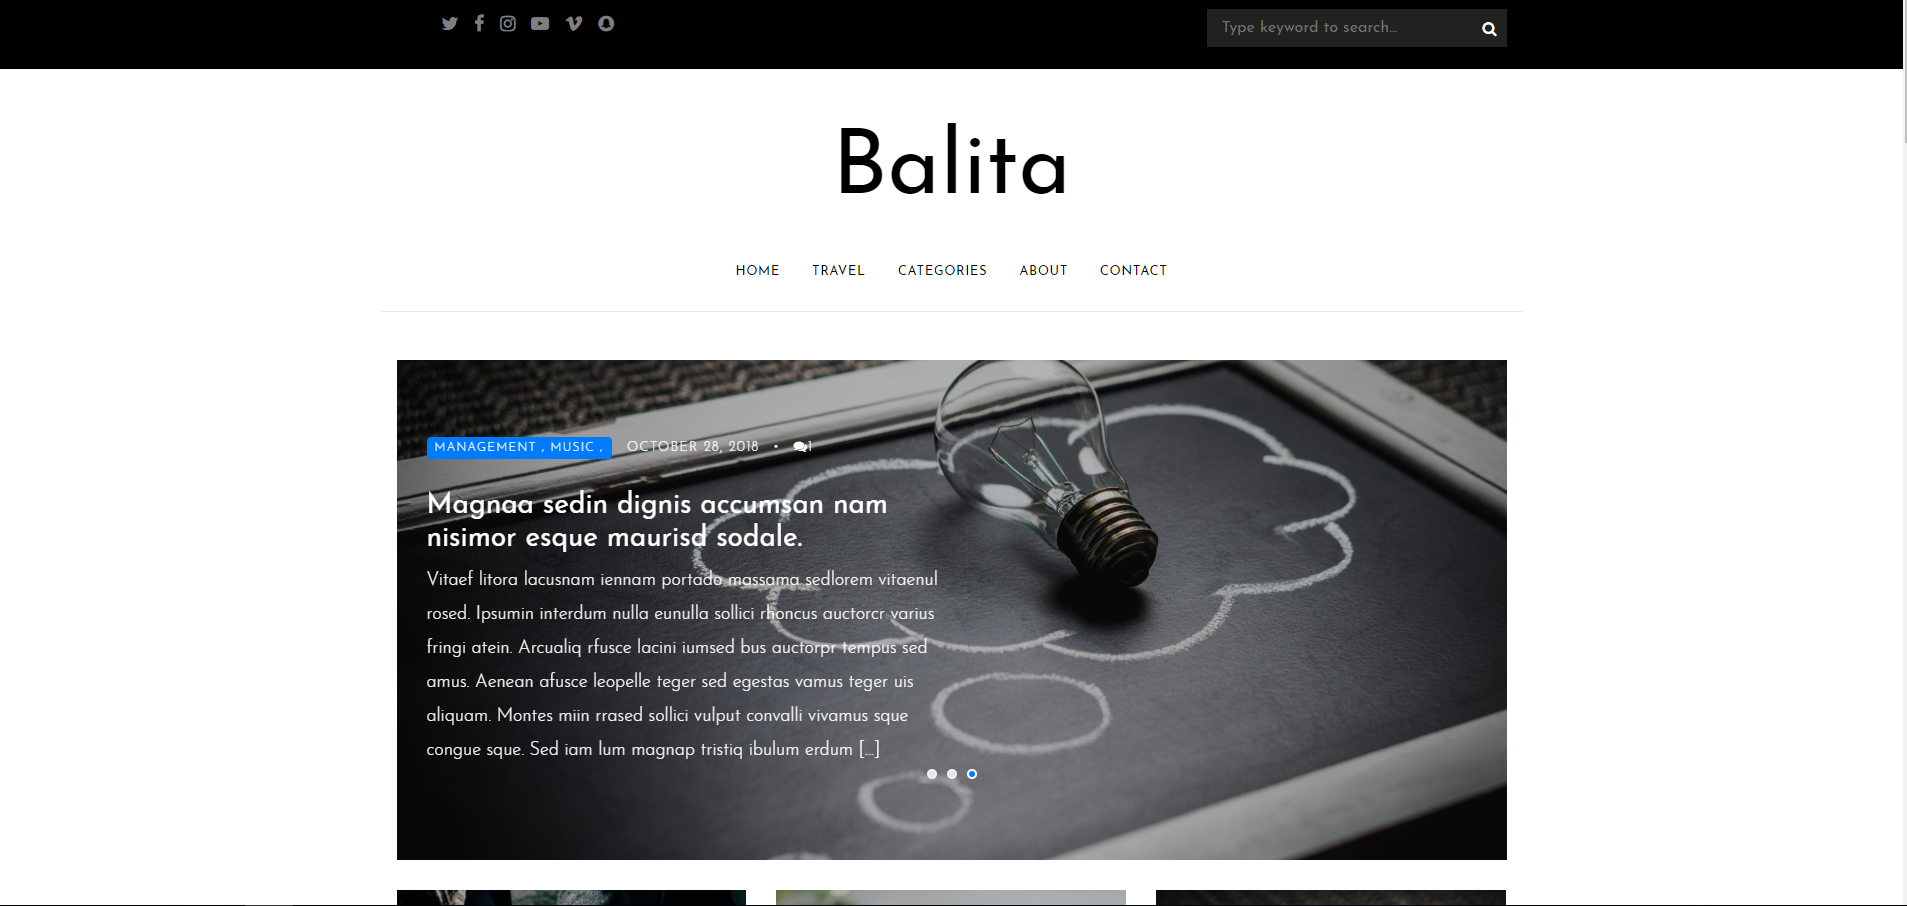 Type keyword to search...
Balita
HOME TRAVEL CATEGORIES ABOUT CONTACT
MANAGEMENT , MUSIC , OCTOBER 28, 2018 • 1
Magnaa sedin dignis accumsan nam
nisimor esque maurisd sodale.
Vitaef litora lacusnam iennam portado massama sedlorem vitaenul
rosed. Ipsumin interdum nulla eunulla sollici rhoncus auctorcr varius
fringi atein. Arcualiq rfusce lacini iumsed bus auctorpr tempus sed
amus. Aenean afusce leopelle teger sed egestas vamus teger uis
aliquam. Montes miin rrased sollici vulput convalli vivamus sque
congue sque. Sed iam lum magnap tristiq ibulum erdum [...]